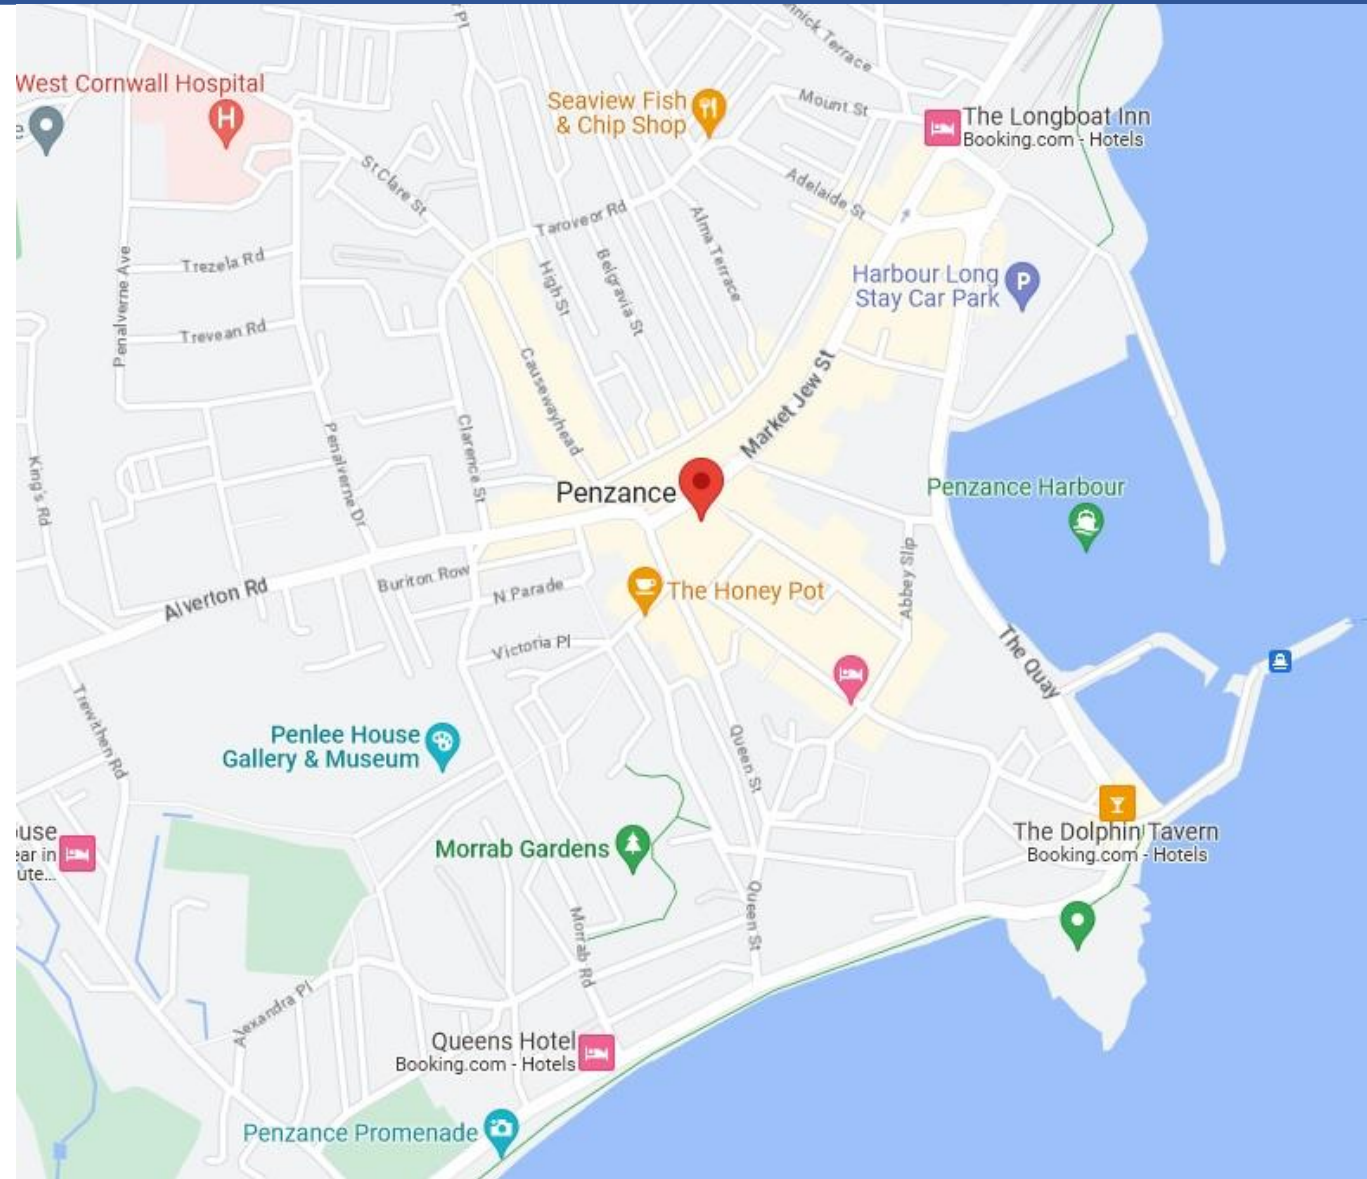 West Cornwall Hospital
Seaview Fish
& Chip Shop
Mount St
The Longboat Inn
Booking.com - Hotels
St Clare St
Adelaide St
Taroveor Rd
Alma Terrace
Trezela Rd
Penalverne Ave
High St
Belgravia St
Harbour Long
Stay Car Park
Trevean Rd
Causewayhead
Market Jew St
Clarence St
Penalverne Dr
King's Rd
Penzance
Penzance Harbour
Abbey Slip
Alverton Rd
Buriton Row
N Parade
The Honey Pot
Victoria Pl
The Quay
Trewithen Rd
Penlee House
Gallery & Museum
Queen St
The Dolphin Tavern
Booking.com - Hotels
Morrab Gardens
Queen St
Morrab Rd
Alexandra Pl
Queens Hotel
Booking.com - Hotels
Penzance Promenade